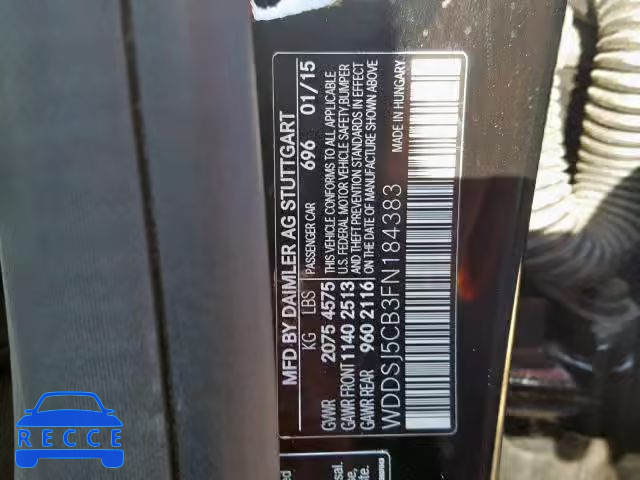 MFD BY DAIMLER AG STUTTGART
KG LBS PASSENGER CAR 696 01/15
GVWR 2075 4575 THIS VEHICLE CONFORMS TO ALL APPLICABLE
GAWR FRONT 1140 2513 U.S. FEDERAL MOTOR VEHICLE SAFETY, BUMPER
AND THEFT PREVENTION STANDARDS IN EFFECT
GAWR REAR 960 2116 ON THE DATE OF MANUFACTURE SHOWN ABOVE
WDDSJ5CB3FN184383 MADE IN HUNGARY
RECCE